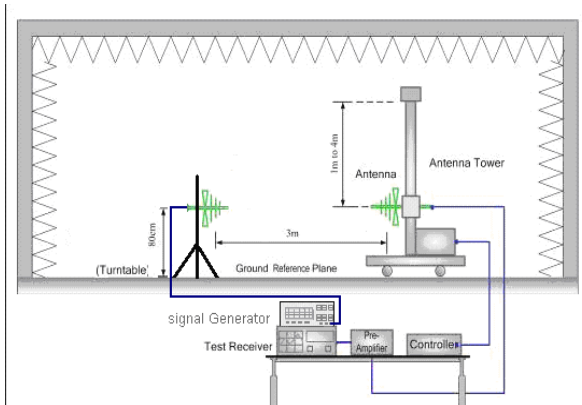 1m to 4m
Antenna Tower
Antenna
3m
80cm
(Turntable)
Ground Reference Plane
signal Generator
Test Receiver
Pre-
Amplifier
Controller